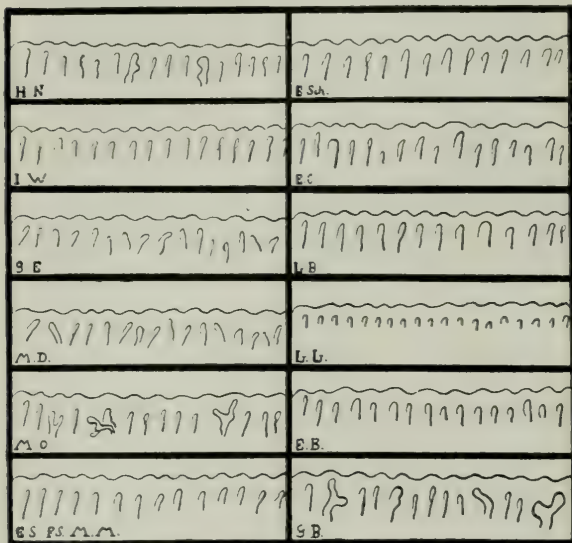 H N
E Sch.
I W
E C
G E
L B
M. D.
L. L.
M O
E. B.
E S P S. M. M.
G B.